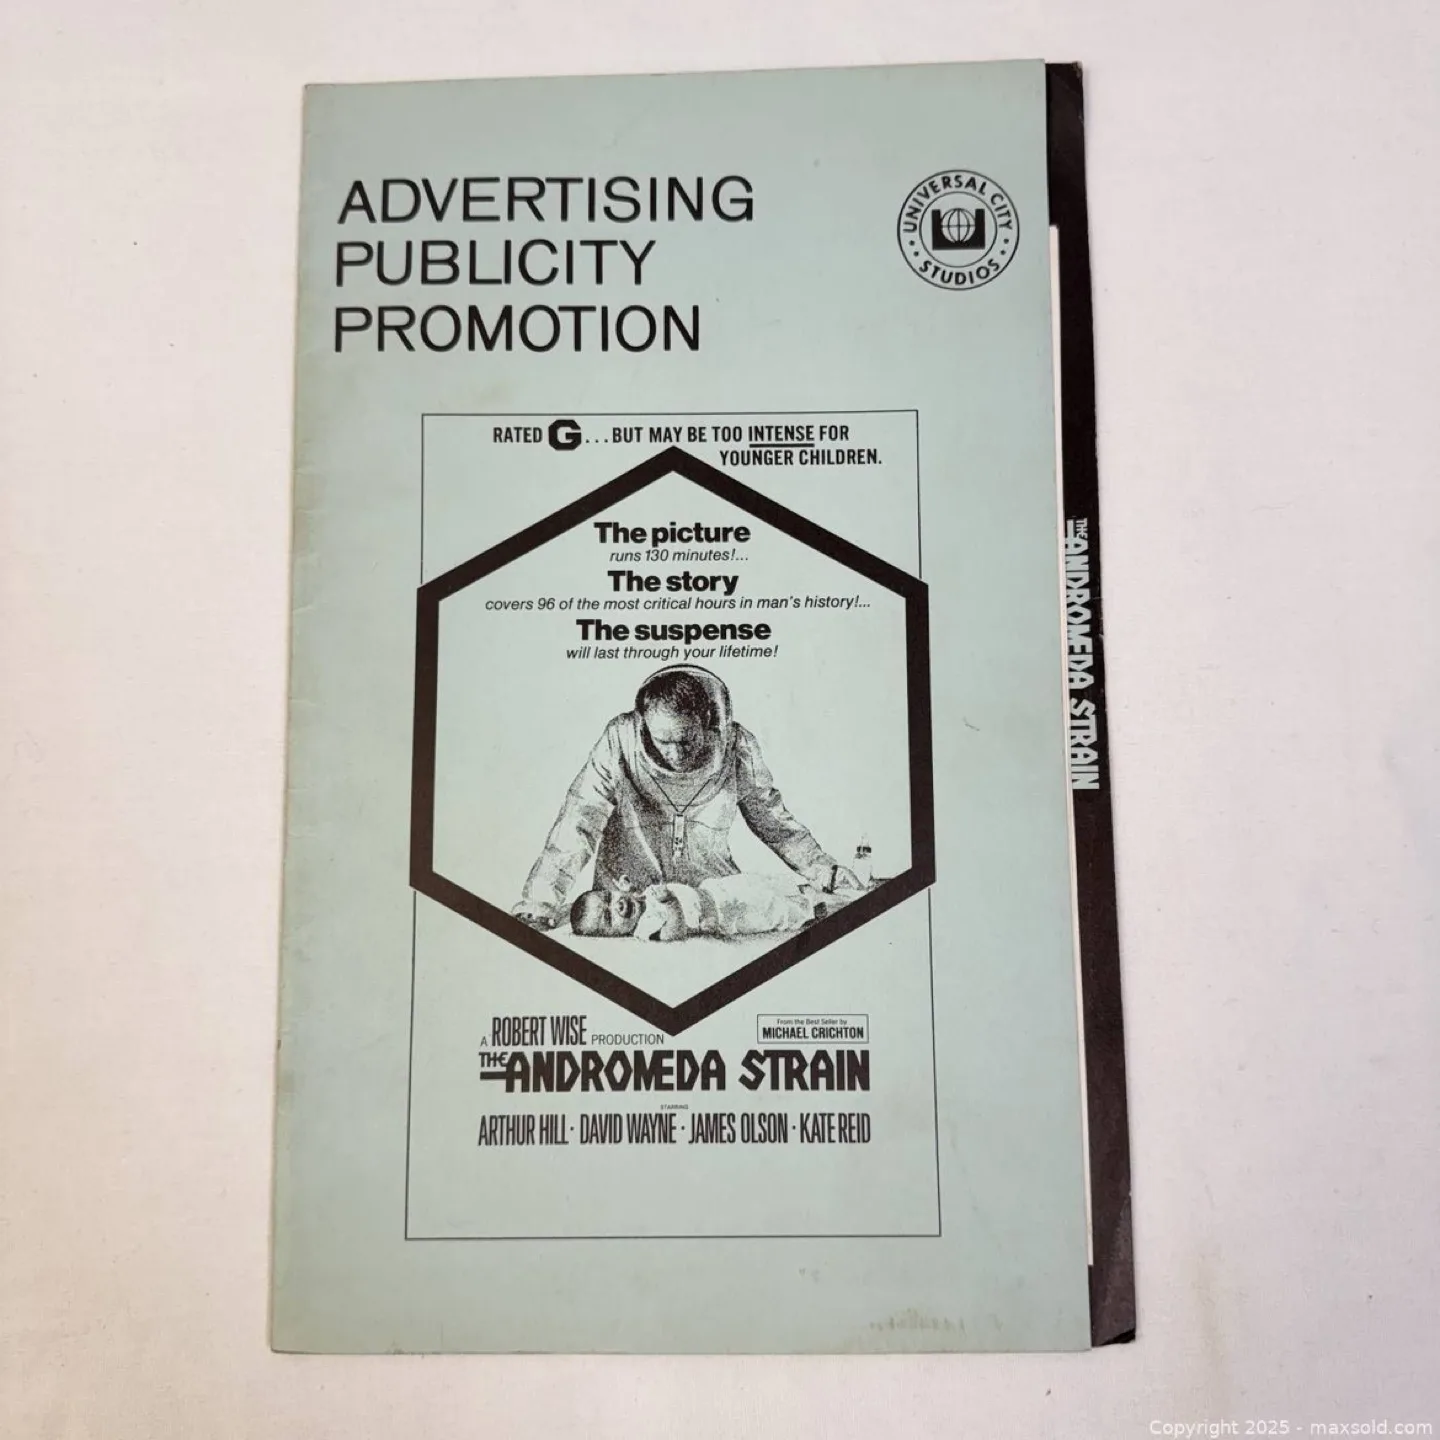 ADVERTISING
PUBLICITY
PROMOTION
UNIVERSAL CITY
STUDIOS
RATED G...BUT MAY BE TOO INTENSE FOR
YOUNGER CHILDREN.
The picture
runs 130 minutes!...
The story
covers 96 of the most critical hours in man's history!...
The suspense
will last through your lifetime!
A ROBERT WISE PRODUCTION
From the Best Seller by
MICHAEL CRICHTON
THE ANDROMEDA STRAIN
STARRING
ARTHUR HILL · DAVID WAYNE · JAMES OLSON · KATE REID
THE ANDROMEDA STRAIN
Copyright 2025 - maxsold.com